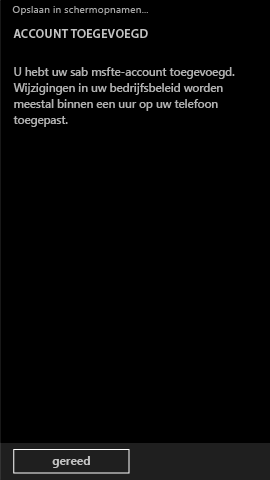 Opslaan in schermopnamen...
ACCOUNT TOEGEVOEGD
U hebt uw sab msfte-account toegevoegd.
Wijzigingen in uw bedrijfsbeleid worden
meestal binnen een uur op uw telefoon
toegepast.
gereed